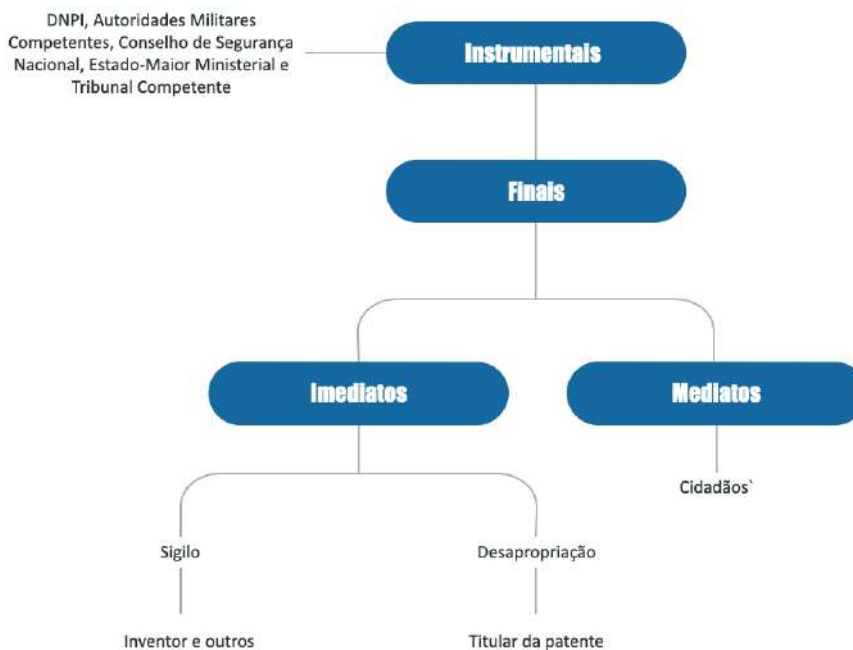 DNPI, Autoridades Militares
Competentes, Conselho de Segurança
Nacional, Estado-Maior Ministerial e
Tribunal Competente
Instrumentais
Finais
Imediatos
Mediatos
Cidadãos`
Sigilo
Desapropriação
Inventor e outros
Titular da patente